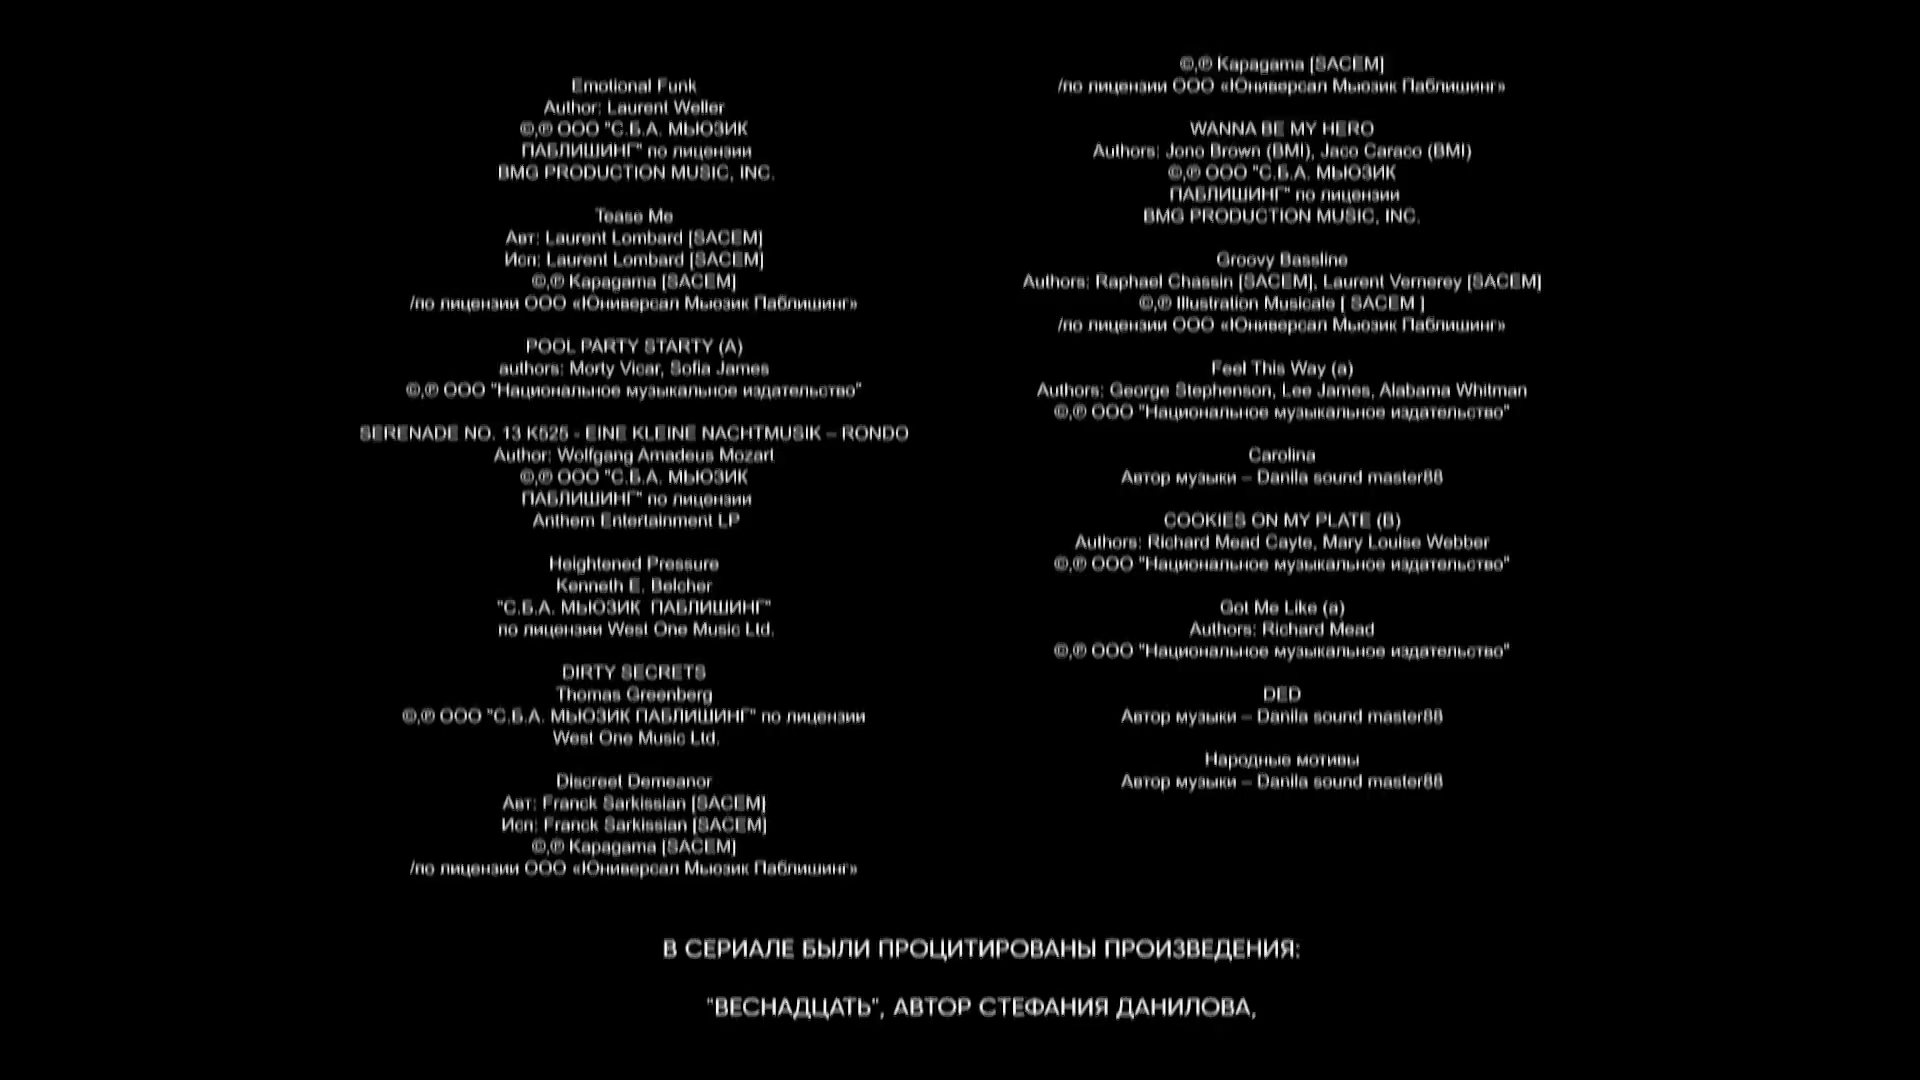 Emotional Funk
Author: Laurent Weller
©,℗ ООО "С.Б.А. МЬЮЗИК
ПАБЛИШИНГ" по лицензии
BMG PRODUCTION MUSIC, INC.
Tease Me
Авт: Laurent Lombard [SACEM]
Исп: Laurent Lombard [SACEM]
©,℗ Kapagama [SACEM]
/по лицензии ООО «Юниверсал Мьюзик Паблишинг»
POOL PARTY STARTY (A)
authors: Morty Vicar, Sofia James
©,℗ ООО "Национальное музыкальное издательство"
SERENADE NO. 13 K525 - EINE KLEINE NACHTMUSIK – RONDO
Author: Wolfgang Amadeus Mozart
©,℗ ООО "С.Б.А. МЬЮЗИК
ПАБЛИШИНГ" по лицензии
Anthem Entertainment LP
Heightened Pressure
Kenneth E. Belcher
"С.Б.А. МЬЮЗИК ПАБЛИШИНГ"
по лицензии West One Music Ltd.
DIRTY SECRETS
Thomas Greenberg
©,℗ ООО "С.Б.А. МЬЮЗИК ПАБЛИШИНГ" по лицензии
West One Music Ltd.
Discreet Demeanor
Авт: Franck Sarkissian [SACEM]
Исп: Franck Sarkissian [SACEM]
©,℗ Kapagama [SACEM]
/по лицензии ООО «Юниверсал Мьюзик Паблишинг»
©,℗ Kapagama [SACEM]
/по лицензии ООО «Юниверсал Мьюзик Паблишинг»
WANNA BE MY HERO
Authors: Jono Brown (BMI), Jaco Caraco (BMI)
©,℗ ООО "С.Б.А. МЬЮЗИК
ПАБЛИШИНГ" по лицензии
BMG PRODUCTION MUSIC, INC.
Groovy Bassline
Authors: Raphael Chassin [SACEM], Laurent Vernerey [SACEM]
©,℗ Illustration Musicale [ SACEM ]
/по лицензии ООО «Юниверсал Мьюзик Паблишинг»
Feel This Way (a)
Authors: George Stephenson, Lee James, Alabama Whitman
©,℗ ООО "Национальное музыкальное издательство"
Carolina
Автор музыки – Danila sound master88
COOKIES ON MY PLATE (B)
Authors: Richard Mead Cayte, Mary Louise Webber
©,℗ ООО "Национальное музыкальное издательство"
Got Me Like (a)
Authors: Richard Mead
©,℗ ООО "Национальное музыкальное издательство"
DED
Автор музыки – Danila sound master88
Народные мотивы
Автор музыки – Danila sound master88
В СЕРИАЛЕ БЫЛИ ПРОЦИТИРОВАНЫ ПРОИЗВЕДЕНИЯ:
"ВЕСНАДЦАТЬ", АВТОР СТЕФАНИЯ ДАНИЛОВА,